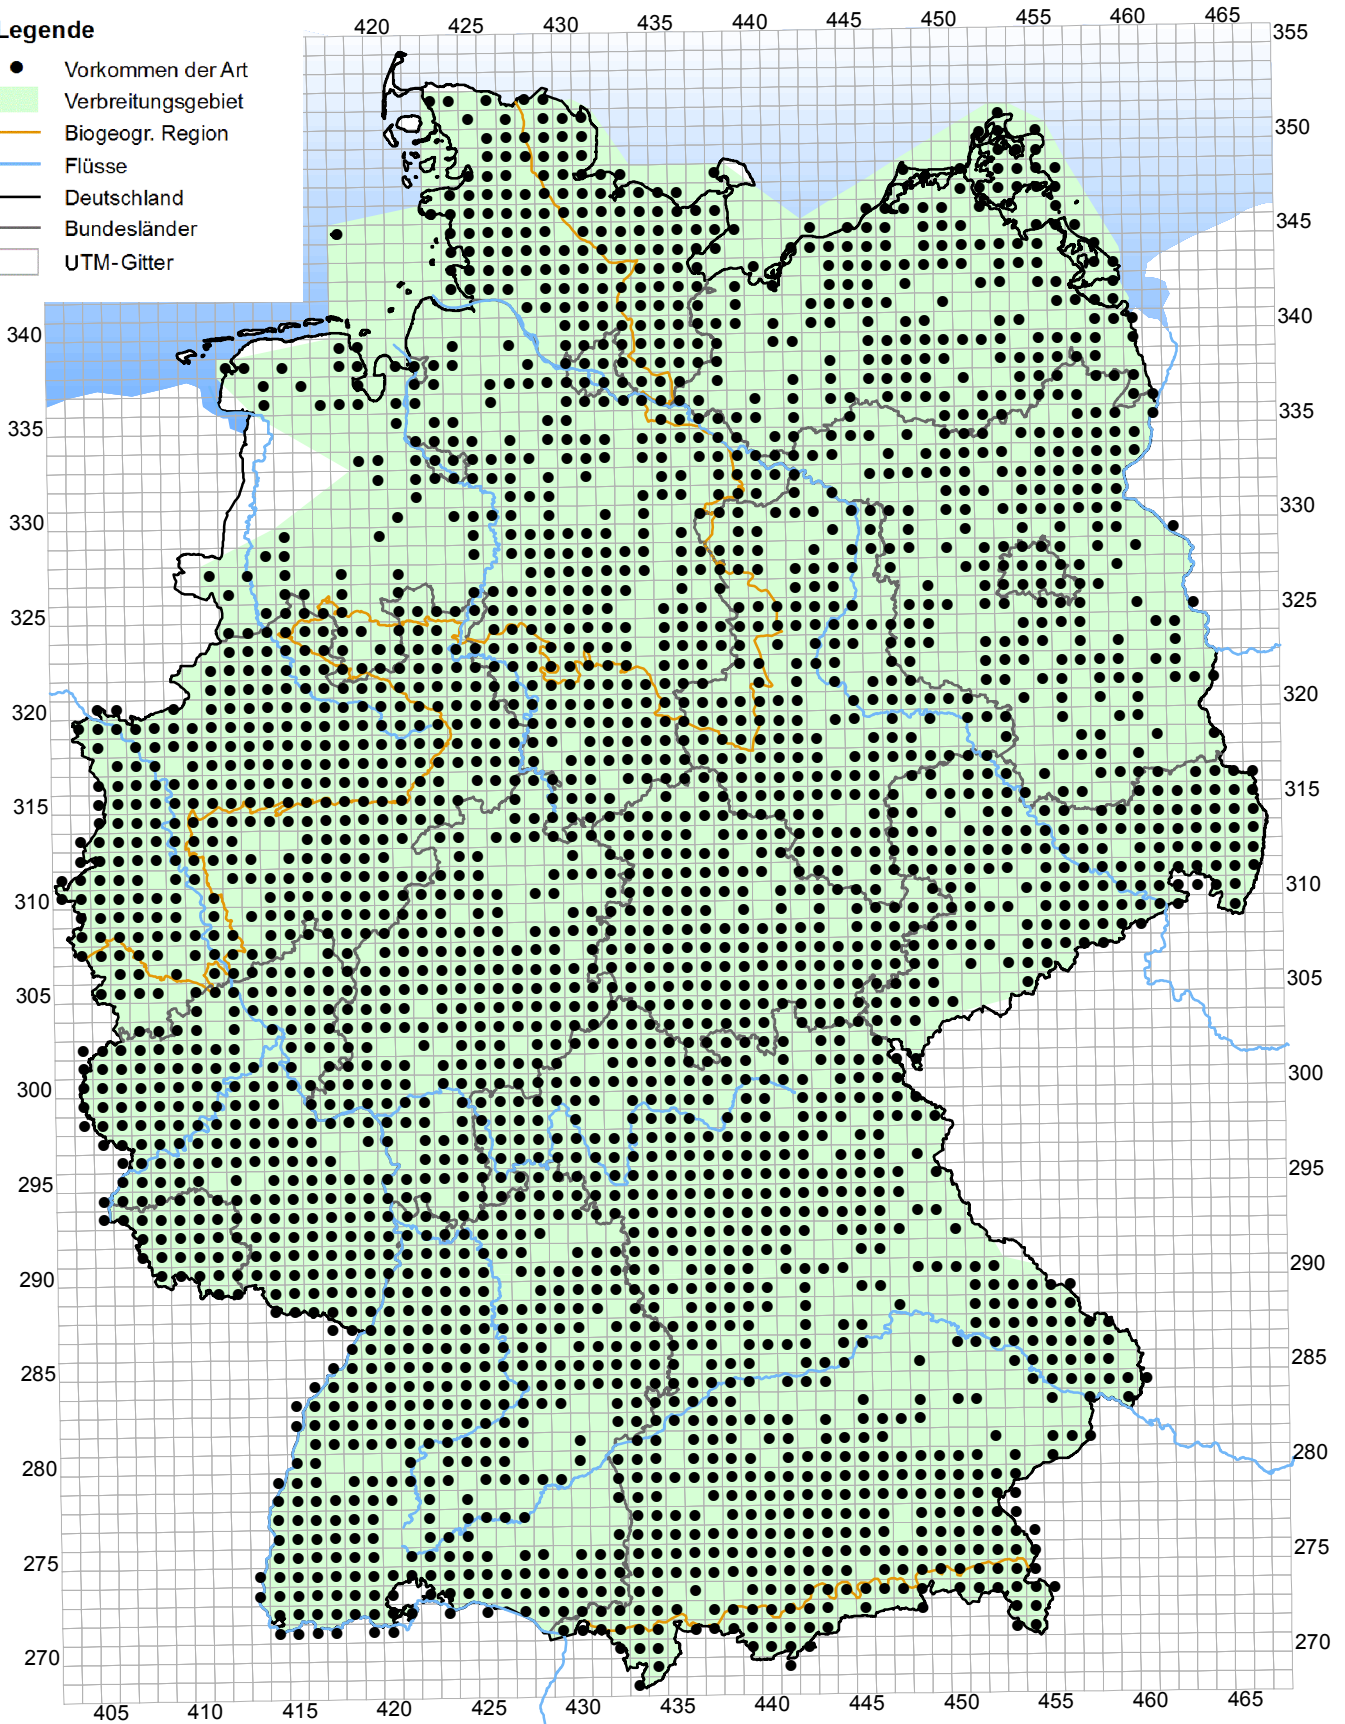 Legende
Vorkommen der Art
Verbreitungsgebiet
Biogeogr. Region
Flüsse
Deutschland
Bundesländer
UTM-Gitter
420 425 430 435 440 445 450 455 460 465
355
350
345
340 340
335 335
330 330
325 325
320 320
315 315
310 310
305 305
300 300
295 295
290 290
285 285
280 280
275 275
270 270
405 410 415 420 425 430 435 440 445 450 455 460 465